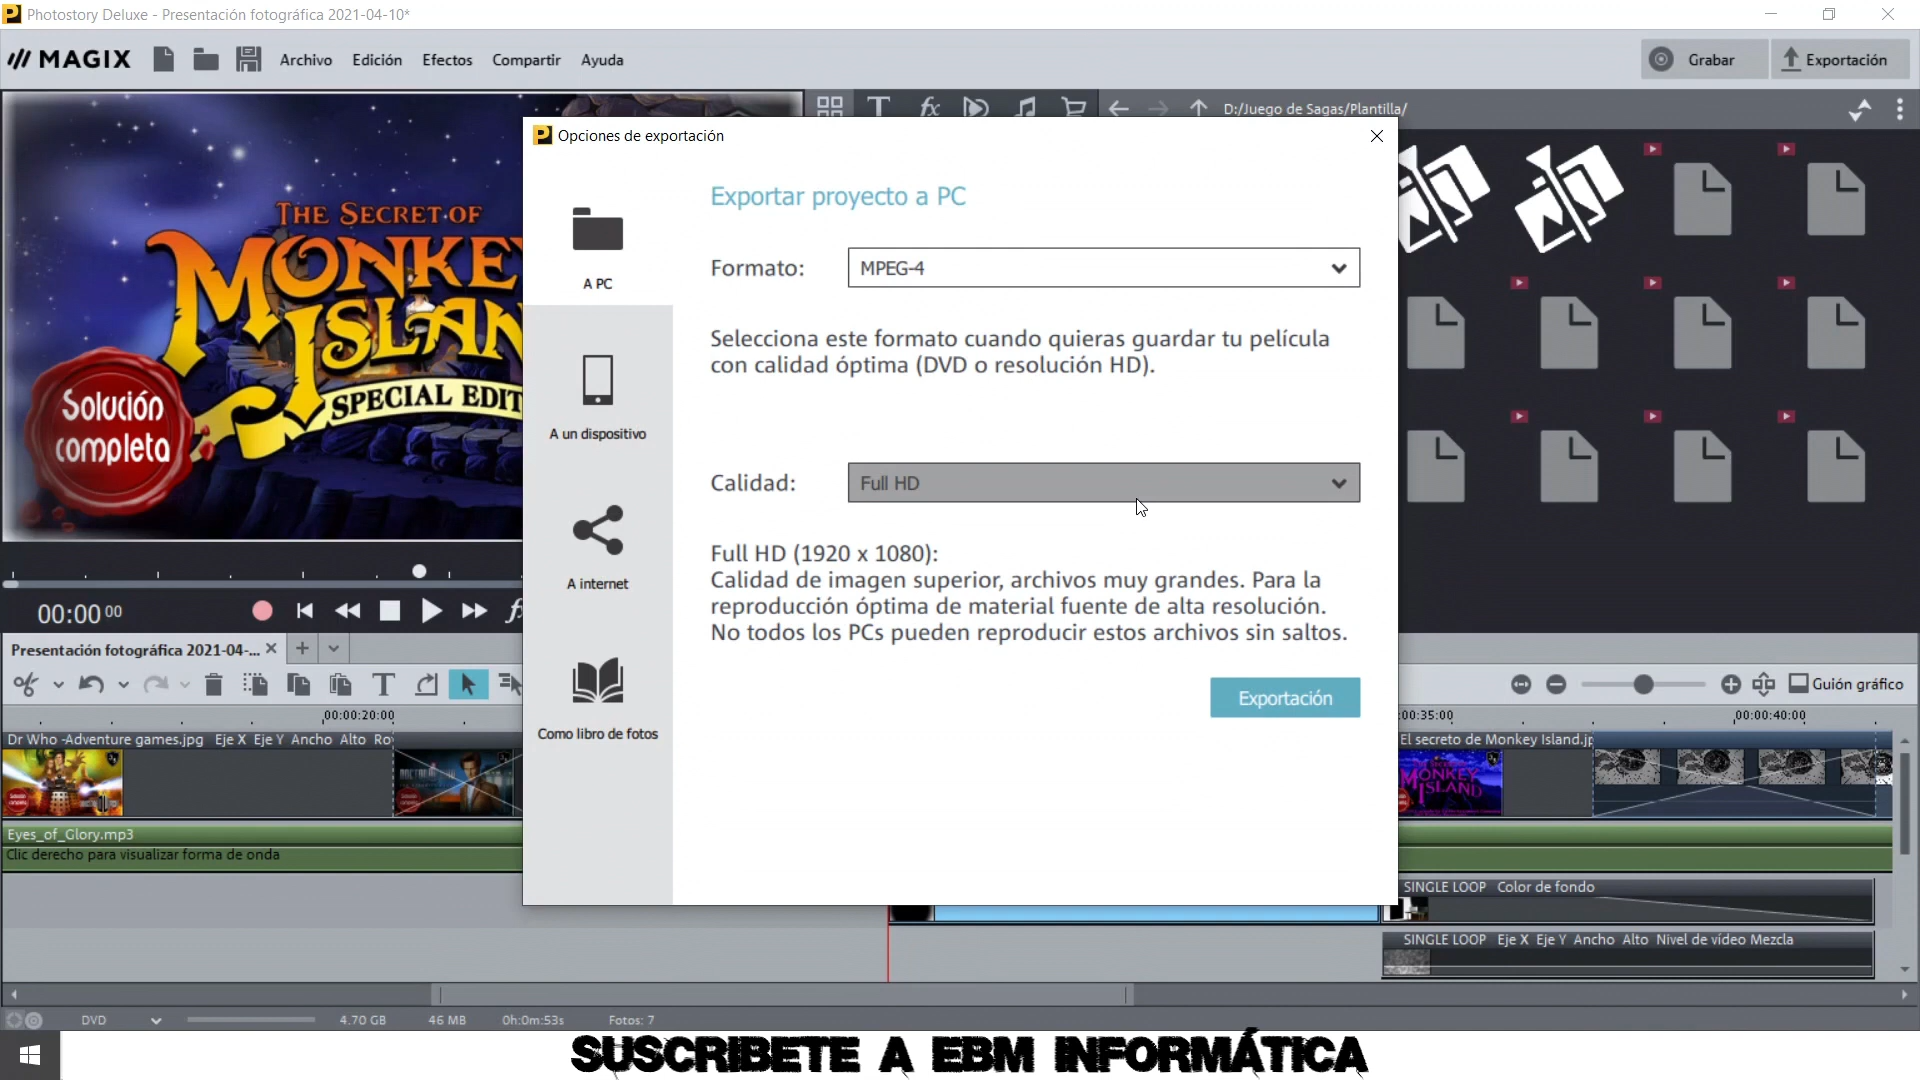 Photostory Deluxe - Presentación fotográfica 2021-04-10*
MAGIX
Archivo
Edición
Efectos
Compartir
Ayuda
Grabar
Exportación
D:/Juego de Sagas/Plantilla/
THE SECRET OF
MONKE
ISLAN
SPECIAL EDIT
Solución
completa
Opciones de exportación
A PC
A un dispositivo
A internet
Como libro de fotos
Exportar proyecto a PC
Formato:
MPEG-4
Selecciona este formato cuando quieras guardar tu película
con calidad óptima (DVD o resolución HD).
Calidad:
Full HD
Full HD (1920 x 1080):
Calidad de imagen superior, archivos muy grandes. Para la
reproducción óptima de material fuente de alta resolución.
No todos los PCs pueden reproducir estos archivos sin saltos.
Exportación
00:00 00
Presentación fotográfica 2021-04-...
Guión gráfico
00:00:20:00
:00:35:00
00:00:40:00
Dr Who -Adventure games.jpg Eje X Eje Y Ancho Alto Ro
El secreto de Monkey Island.jp
MONKEY
ISLAND
Eyes_of_Glory.mp3
Clic derecho para visualizar forma de onda
SINGLE LOOP Color de fondo
SINGLE LOOP Eje X Eje Y Ancho Alto Nivel de vídeo Mezcla
DVD
4.70 GB
46 MB
0h:0m:53s
Fotos: 7
SUSCRIBETE A EBM INFORMÁTICA